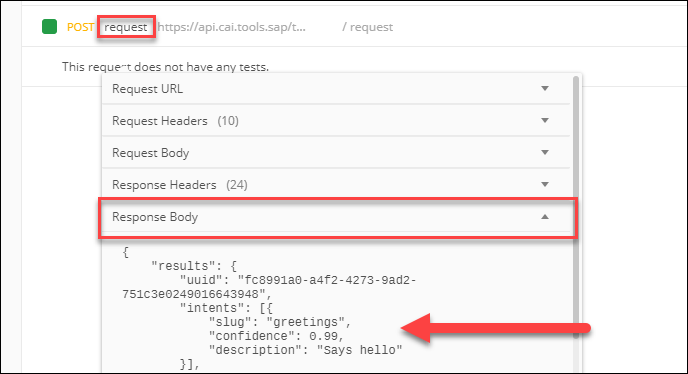 POST request https://api.cai.tools.sap/t... / request
This request does not have any tests.
Request URL
Request Headers (10)
Request Body
Response Headers (24)
Response Body
{
"results": {
"uuid": "fc8991a0-a4f2-4273-9ad2-
751c3e0249016643948",
"intents": [{
"slug": "greetings",
"confidence": 0.99,
"description": "Says hello"
}],